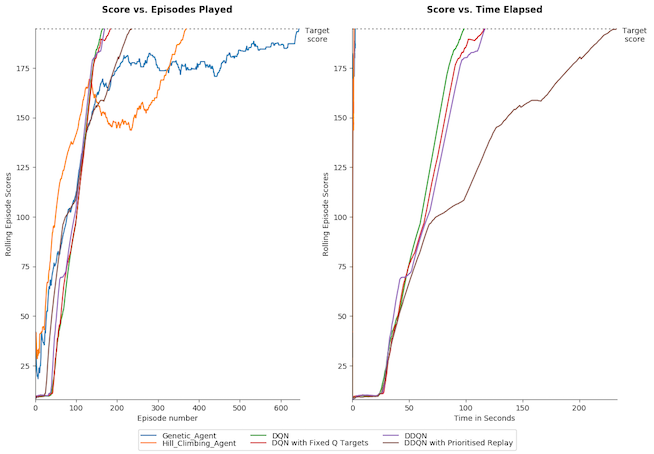 Score vs. Episodes Played
Score vs. Time Elapsed
Target
score
Target
score
175
150
125
100
75
50
25
0
100
200
300
400
500
600
Rolling Episode Scores
Episode number
175
150
125
100
75
50
25
0
50
100
150
200
Rolling Episode Scores
Time in Seconds
Genetic_Agent
Hill_Climbing_Agent
DQN
DQN with Fixed Q Targets
DDQN
DDQN with Prioritised Replay